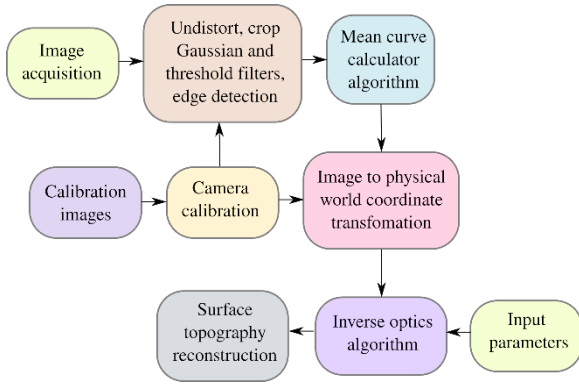 Image
acquisition
Undistort, crop
Gaussian and
threshold filters,
edge detection
Mean curve
calculator
algorithm
Calibration
images
Camera
calibration
Image to physical
world coordinate
transfomation
Surface
topography
reconstruction
Inverse optics
algorithm
Input
parameters